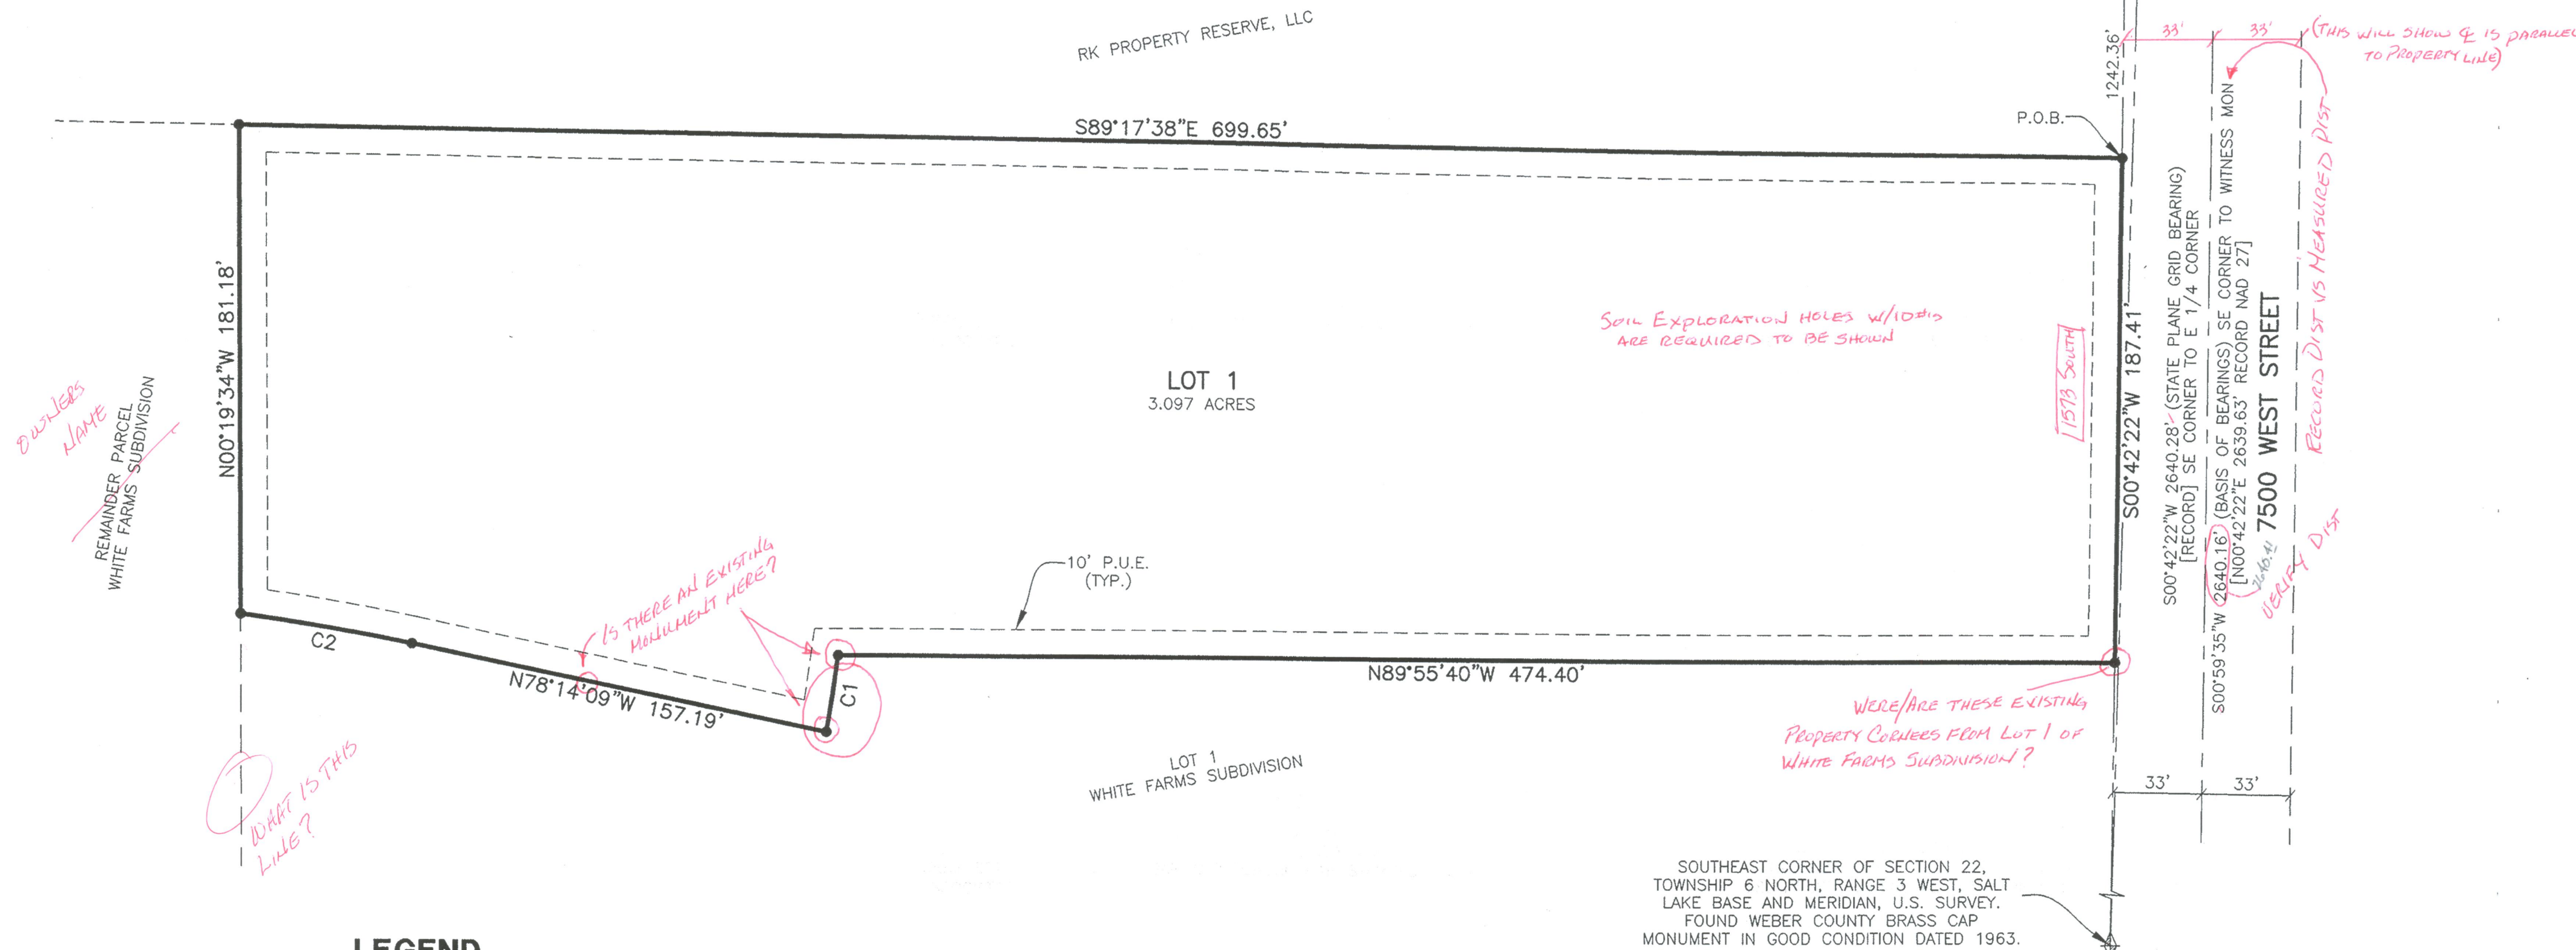 RK PROPERTY RESERVE, LLC
1242.36'
33'
33'
(THIS WILL SHOW ℄ IS PARALLEL
TO PROPERTY LINE)
P.O.B.
S89°17'38"E 699.65'
N00°19'34"W 181.18'
OWNERS
NAME
REMAINDER PARCEL
WHITE FARMS SUBDIVISION
SOIL EXPLORATION HOLES W/ID#'s
ARE REQUIRED TO BE SHOWN
LOT 1
3.097 ACRES
1573 SOUTH
S00°42'22"W 187.41'
S00°42'22"W 2640.28' (STATE PLANE GRID BEARING)
[RECORD] SE CORNER TO E 1/4 CORNER
S00°59'35"W 2640.16' (BASIS OF BEARINGS) SE CORNER TO WITNESS MON
[N00°42'22"E 2639.63' RECORD NAD 27]
2640.41
7500 WEST STREET
VERIFY DIST
RECORD DIST VS MEASURED DIST
IS THERE AN EXISTING
MONUMENT HERE?
10' P.U.E.
(TYP.)
C2
N78°14'09"W 157.19'
C1
N89°55'40"W 474.40'
WERE/ARE THESE EXISTING
PROPERTY CORNERS FROM LOT 1 OF
WHITE FARMS SUBDIVISION?
WHAT IS THIS
LINE?
LOT 1
WHITE FARMS SUBDIVISION
33'
33'
SOUTHEAST CORNER OF SECTION 22,
TOWNSHIP 6 NORTH, RANGE 3 WEST, SALT
LAKE BASE AND MERIDIAN, U.S. SURVEY.
FOUND WEBER COUNTY BRASS CAP
MONUMENT IN GOOD CONDITION DATED 1963.
LEGEND